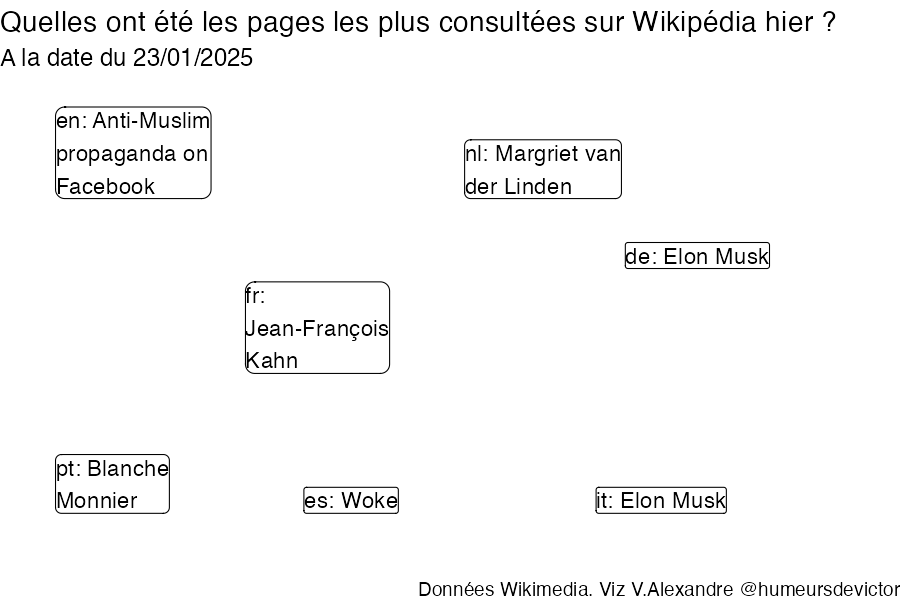 Quelles ont été les pages les plus consultées sur Wikipédia hier ?
A la date du 23/01/2025
en: Anti-Muslim
propaganda on
Facebook
nl: Margriet van
der Linden
de: Elon Musk
fr:
Jean-François
Kahn
pt: Blanche
Monnier
es: Woke
it: Elon Musk
Données Wikimedia. Viz V.Alexandre @humeursdevictor